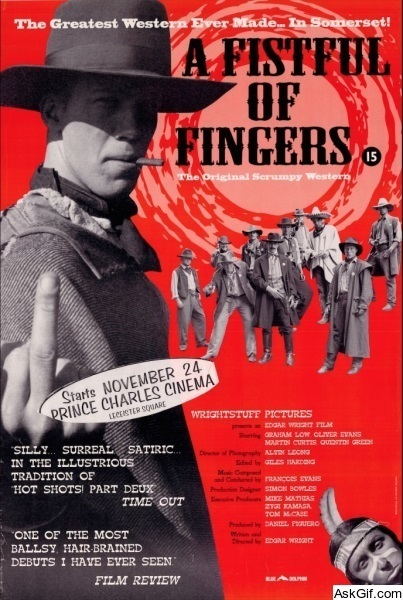 The Greatest Western Ever Made... In Somerset!
A FISTFUL
OF
FINGERS
15
The Original Scrumpy Western
Starts NOVEMBER 24
PRINCE CHARLES CINEMA
LEICESTER SQUARE
WRIGHTSTUFF PICTURES
presents an EDGAR WRIGHT FILM
Starring GRAHAM LOW OLIVER EVANS
MARTIN CURTIS QUENTIN GREEN
Director of Photography ALVIN LEONG
Edited by GILES HARDING
Music Composed
and Conducted by FRANCOIS EVANS
Production Designer SIMON BOWLES
Executive Producers MIKE MATHIAS
ZYGI KAMASA
TOM McCABE
Produced by DANIEL FIGUERO
Written and
Directed by EDGAR WRIGHT
'SILLY... SURREAL SATIRIC...
IN THE ILLUSTRIOUS
TRADITION OF
'HOT SHOTS! PART DEUX'
TIME OUT
'ONE OF THE MOST
BALLSY, HAIR-BRAINED
DEBUTS I HAVE EVER SEEN'
FILM REVIEW
BLUE DOLPHIN
AskGif.com